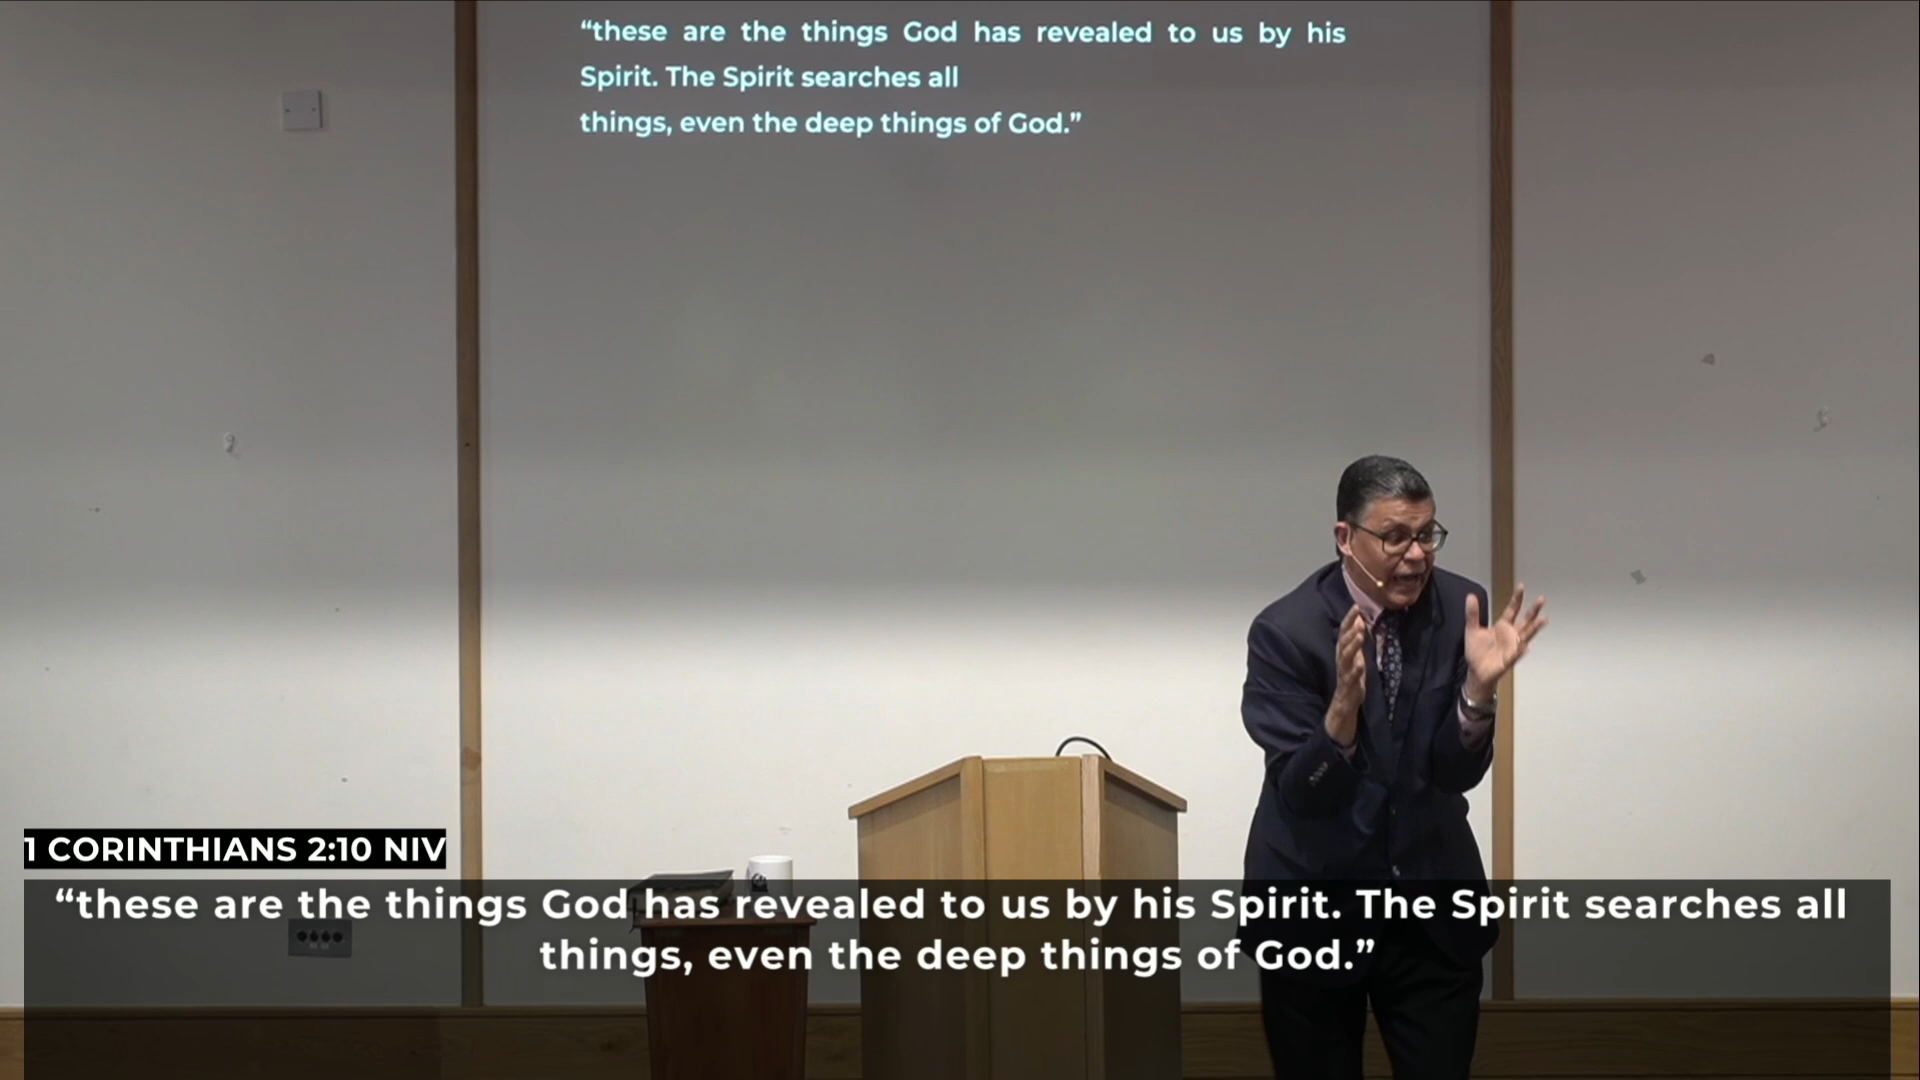 “these are the things God has revealed to us by his
Spirit. The Spirit searches all
things, even the deep things of God.”
1 CORINTHIANS 2:10 NIV
“these are the things God has revealed to us by his Spirit. The Spirit searches all
things, even the deep things of God.”